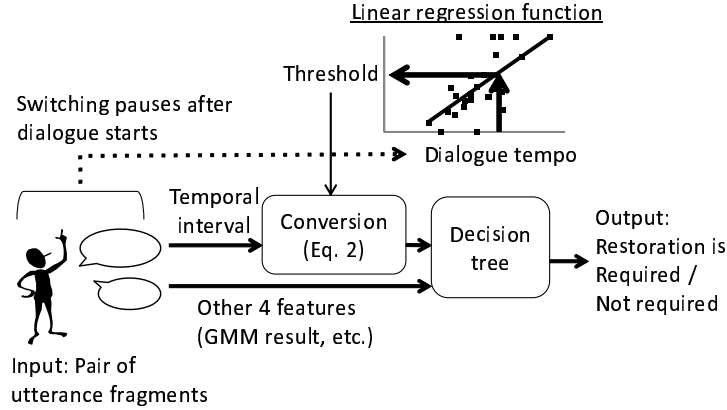 Linear regression function
Threshold
Switching pauses after
dialogue starts
Dialogue tempo
Temporal
interval
Conversion
(Eq. 2)
Decision
tree
Output:
Restoration is
Required /
Not required
Other 4 features
(GMM result, etc.)
Input: Pair of
utterance fragments